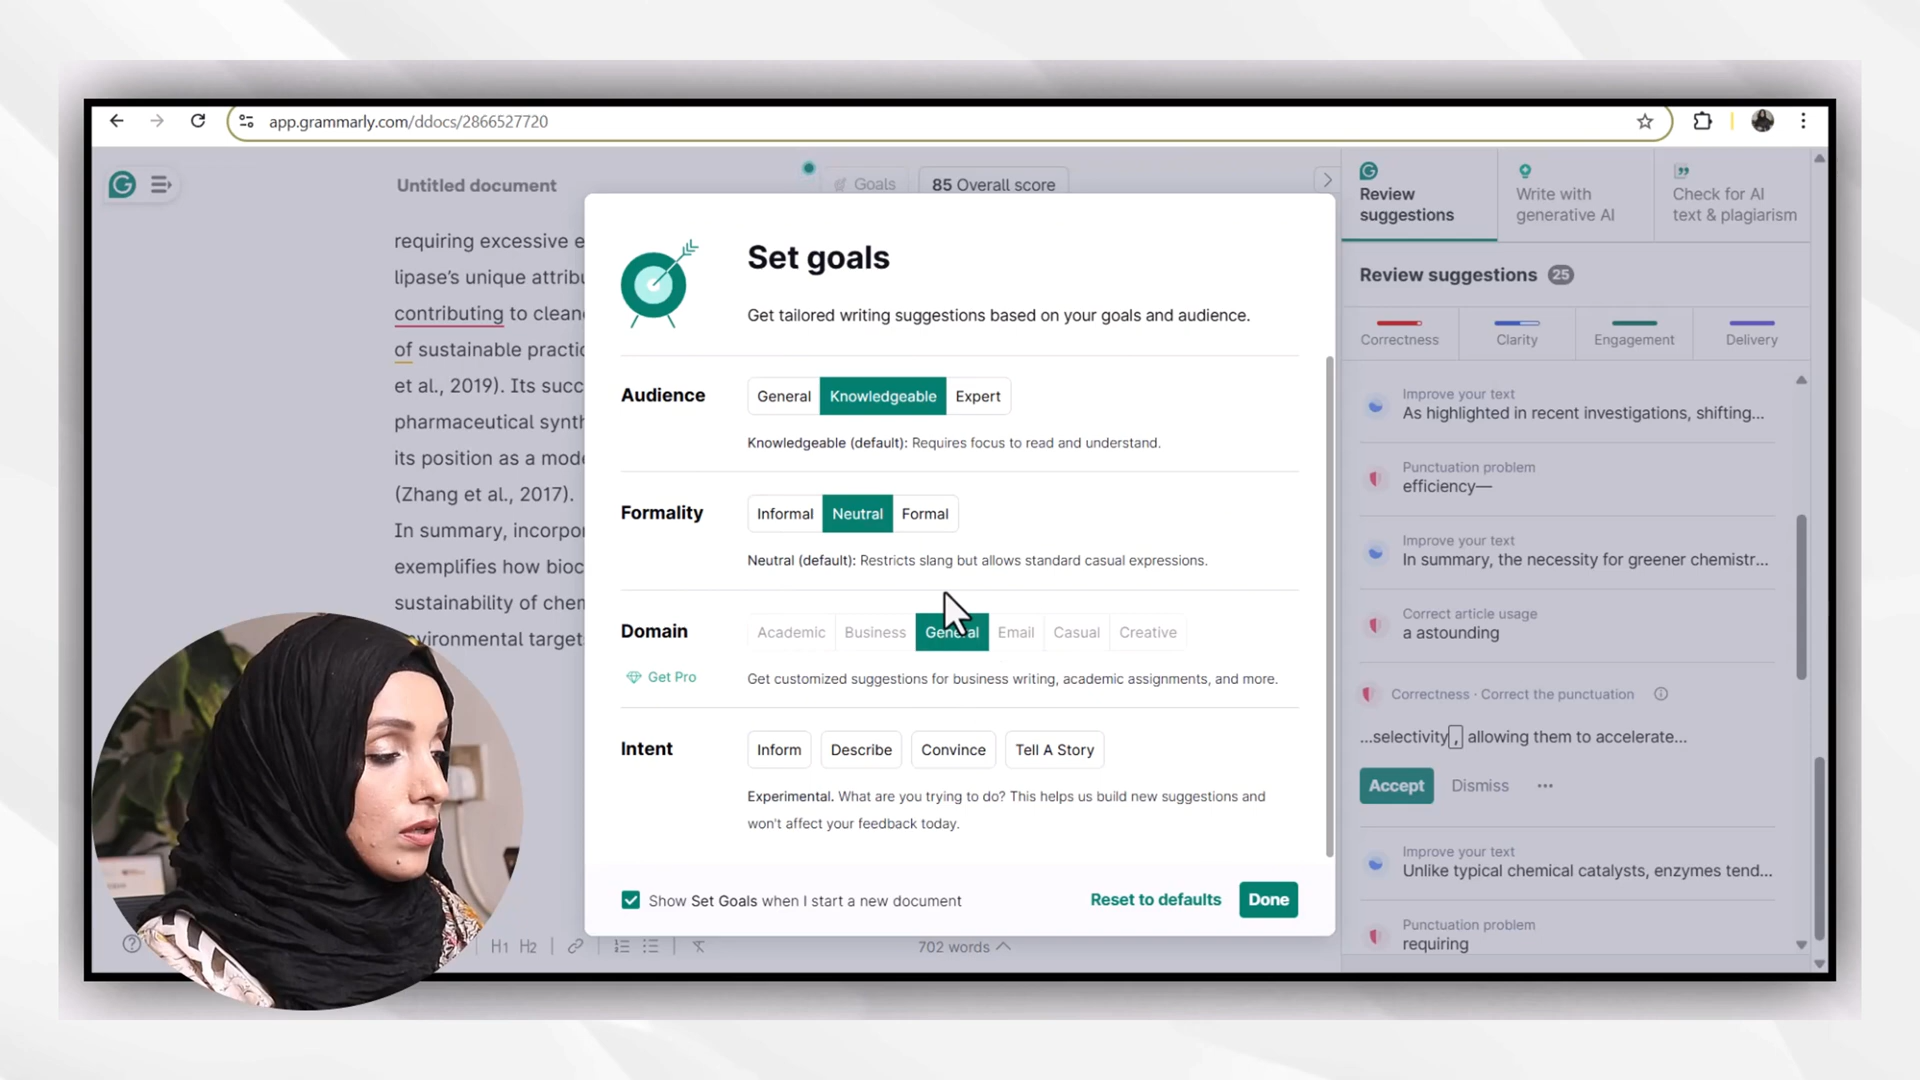 app.grammarly.com/ddocs/2866527720
Untitled document
Goals
85 Overall score
requiring excessive e
lipase's unique attribu
contributing to cleane
of sustainable practic
et al., 2019). Its succ
pharmaceutical synth
its position as a mode
(Zhang et al., 2017).
In summary, incorpor
exemplifies how bioc
sustainability of chem
vironmental target
H1 H2
702 words
Set goals
Get tailored writing suggestions based on your goals and audience.
Audience
General Knowledgeable Expert
Knowledgeable (default): Requires focus to read and understand.
Formality
Informal Neutral Formal
Neutral (default): Restricts slang but allows standard casual expressions.
Domain
Academic Business General Email Casual Creative
Get Pro
Get customized suggestions for business writing, academic assignments, and more.
Intent
Inform Describe Convince Tell A Story
Experimental. What are you trying to do? This helps us build new suggestions and
won't affect your feedback today.
Show Set Goals when I start a new document
Reset to defaults
Done
Review
suggestions
Write with
generative AI
Check for AI
text & plagiarism
Review suggestions 25
Correctness Clarity Engagement Delivery
Improve your text
As highlighted in recent investigations, shifting...
Punctuation problem
efficiency—
Improve your text
In summary, the necessity for greener chemistr...
Correct article usage
a astounding
Correctness · Correct the punctuation
...selectivity, allowing them to accelerate...
Accept Dismiss
Improve your text
Unlike typical chemical catalysts, enzymes tend...
Punctuation problem
requiring